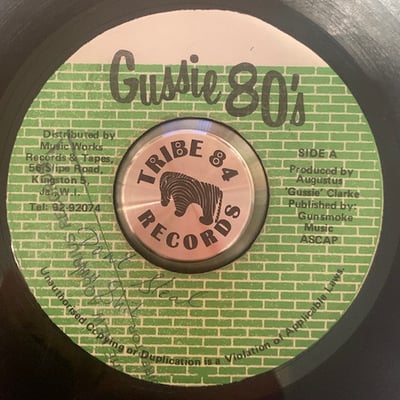 Gussie 80's
Distributed by
Music Works
Records & Tapes,
56 Slipe Road,
Kingston 5,
Ja. W.I.
Tel: 92-92074
TRIBE 84
RECORDS
SIDE A
Produced by
Augustus
'Gussie' Clarke
Published by:
Gunsmoke
Music
ASCAP
Unauthorised Copying or Duplication is a Violation of Applicable Laws.